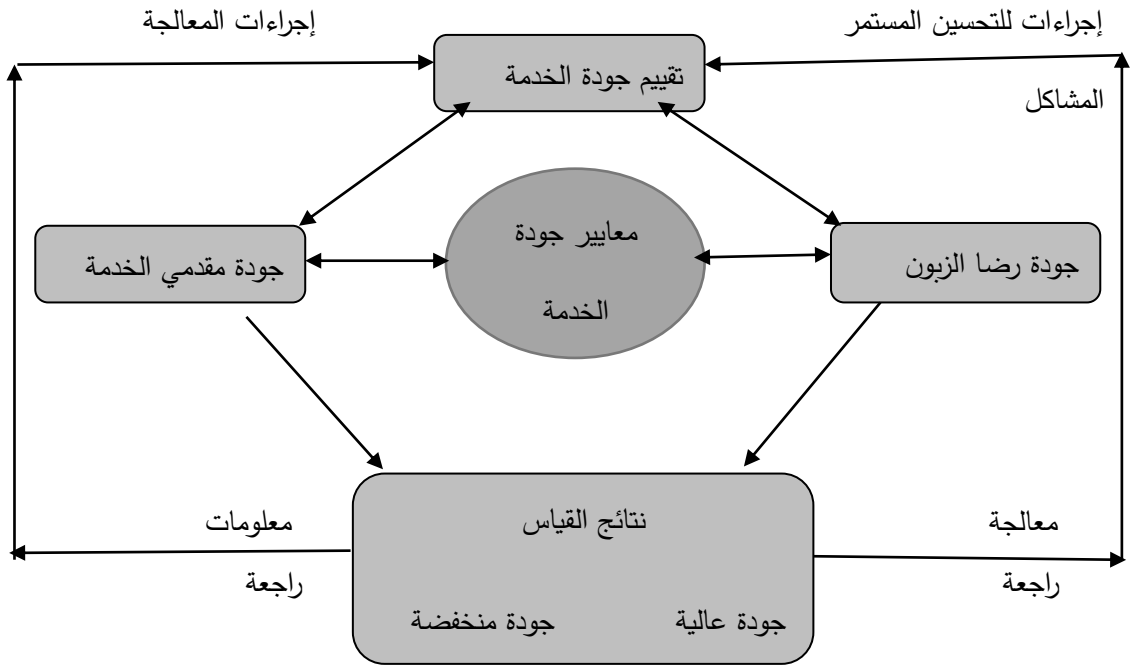 إجراءات للتحسين المستمر
إجراءات المعالجة
تقييم جودة الخدمة
المشاكل
معايير جودة
الخدمة
جودة رضا الزبون
جودة مقدمي الخدمة
نتائج القياس
معالجة
معلومات
راجعة
راجعة
جودة عالية
جودة منخفضة